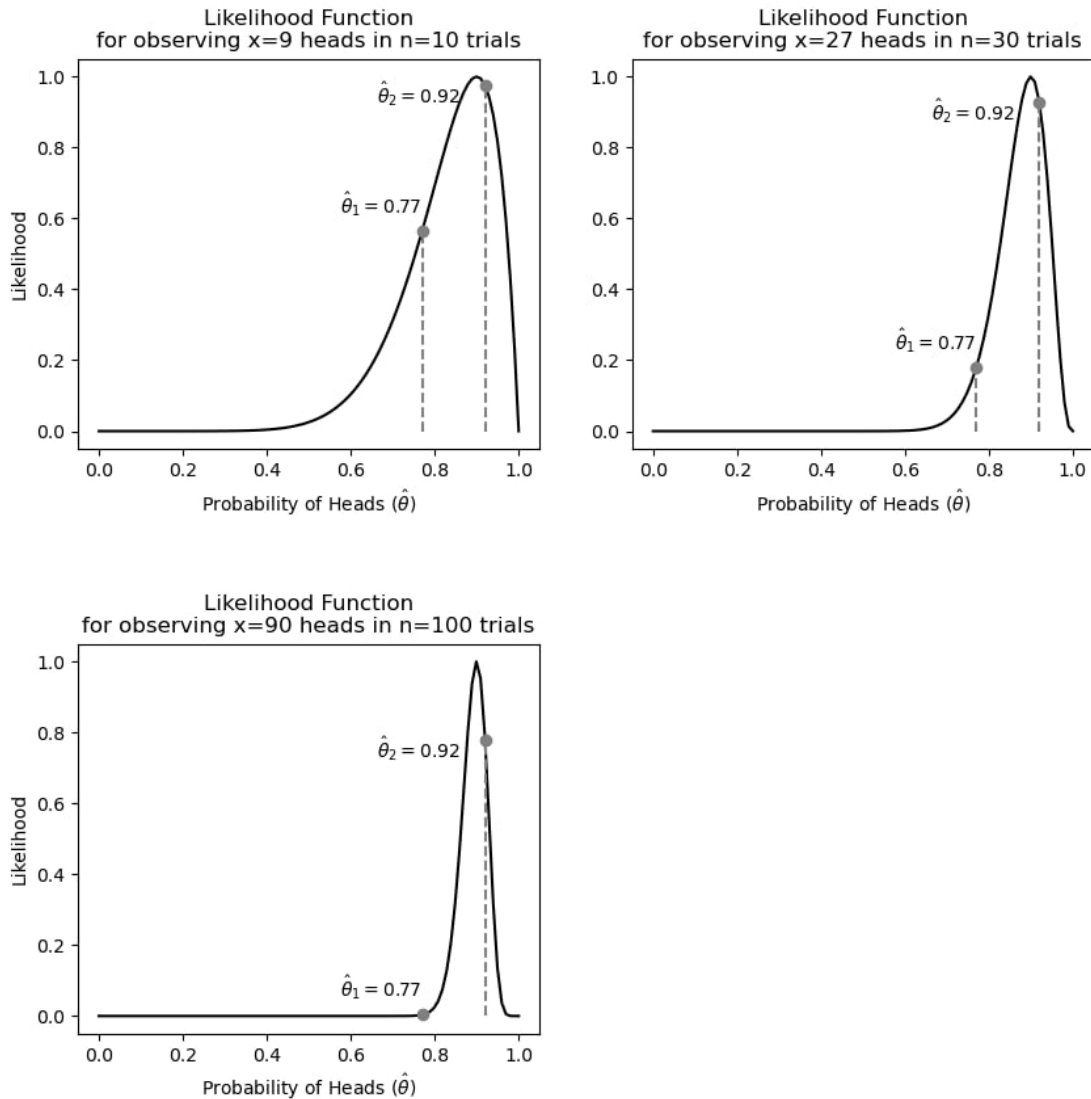 Likelihood Function
for observing x=9 heads in n=10 trials
1.0
0.8
0.6
0.4
0.2
0.0
Likelihood
θ̂₂ = 0.92
θ̂₁ = 0.77
0.0 0.2 0.4 0.6 0.8 1.0
Probability of Heads (θ̂)
Likelihood Function
for observing x=27 heads in n=30 trials
1.0
0.8
0.6
0.4
0.2
0.0
θ̂₂ = 0.92
θ̂₁ = 0.77
0.0 0.2 0.4 0.6 0.8 1.0
Probability of Heads (θ̂)
Likelihood Function
for observing x=90 heads in n=100 trials
1.0
0.8
0.6
0.4
0.2
0.0
Likelihood
θ̂₂ = 0.92
θ̂₁ = 0.77
0.0 0.2 0.4 0.6 0.8 1.0
Probability of Heads (θ̂)